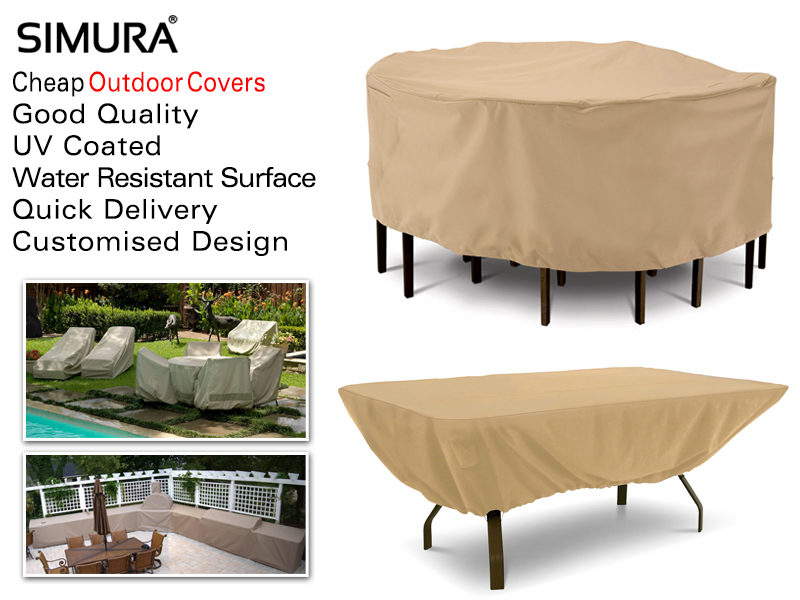 SIMURA®
Cheap Outdoor Covers
Good Quality
UV Coated
Water Resistant Surface
Quick Delivery
Customised Design